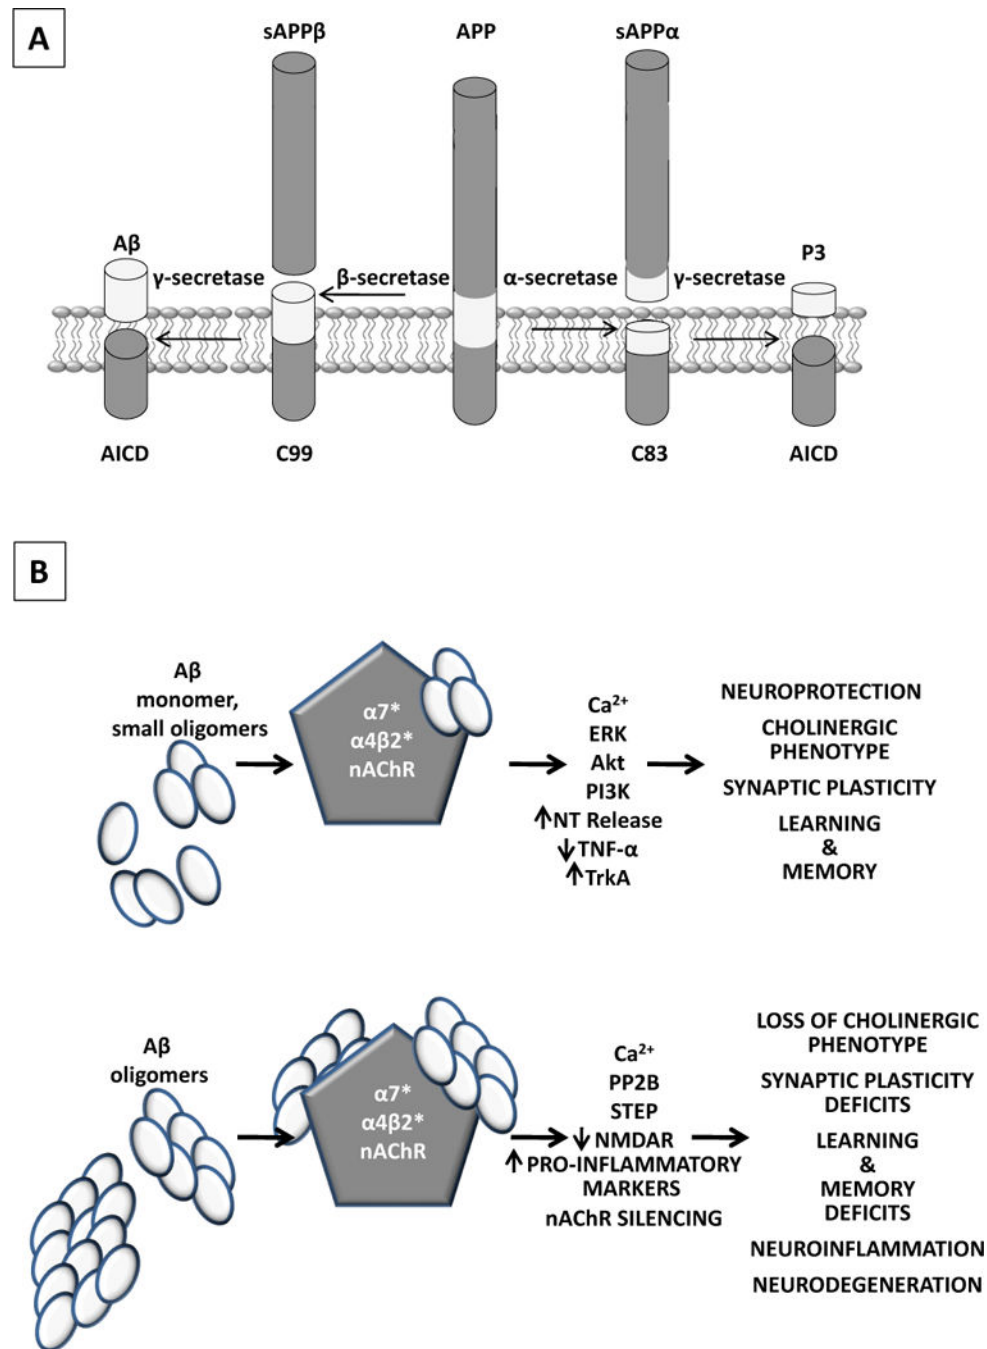 A
sAPPβ
APP
sAPPα
Aβ
γ-secretase
β-secretase
α-secretase
γ-secretase
P3
AICD
C99
C83
AICD
B
Aβ
monomer,
small oligomers
α7*
α4β2*
nAChR
Ca²⁺
ERK
Akt
PI3K
↑NT Release
↓TNF-α
↑TrkA
NEUROPROTECTION
CHOLINERGIC
PHENOTYPE
SYNAPTIC PLASTICITY
LEARNING
&
MEMORY
Aβ
oligomers
α7*
α4β2*
nAChR
Ca²⁺
PP2B
STEP
↓NMDAR
↑PRO-INFLAMMATORY
MARKERS
nAChR SILENCING
LOSS OF CHOLINERGIC
PHENOTYPE
SYNAPTIC PLASTICITY
DEFICITS
LEARNING
&
MEMORY
DEFICITS
NEUROINFLAMMATION
NEURODEGENERATION